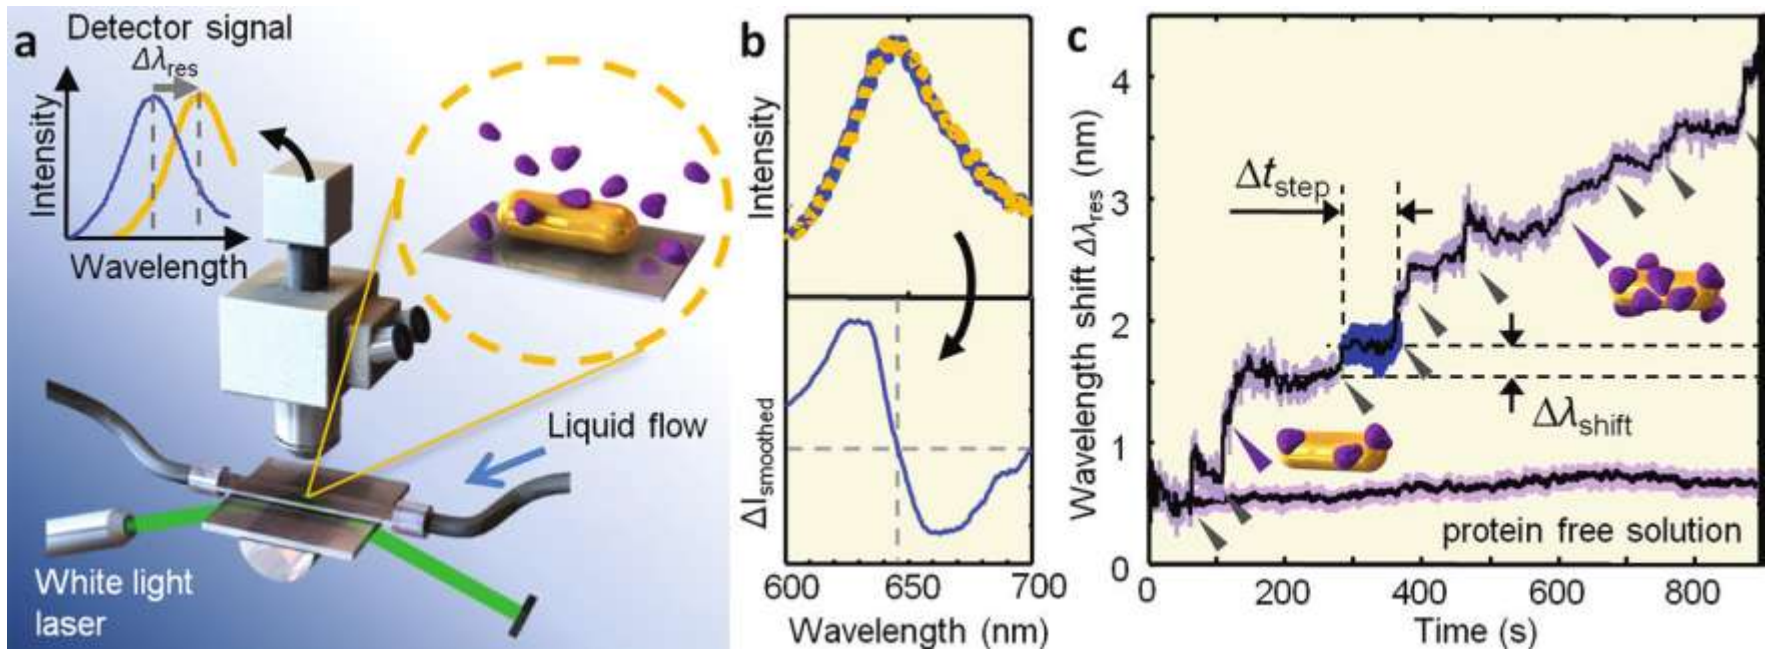 a
Detector signal
Δλres
Intensity
Wavelength
Liquid flow
White light
laser
b
Intensity
ΔIsmoothed
600
650
700
Wavelength (nm)
c
Wavelength shift Δλres (nm)
4
3
2
1
0
Δtstep
Δλshift
protein free solution
0
200
400
600
800
Time (s)